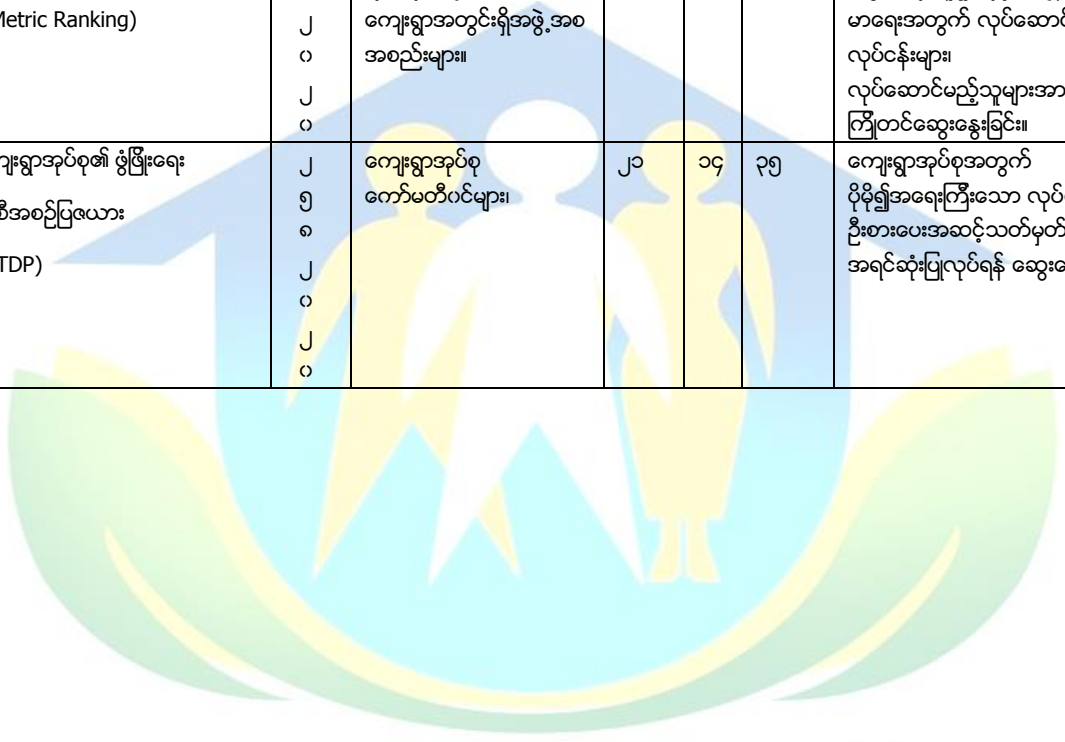 Metric Ranking)
၂
၀
၂
၀
ကျေးရွာအတွင်းရှိအဖွဲ့အစ
အစည်းများ။
မာရေးအတွက်
လုပ်ငန်းများ၊
လုပ်ဆောင်မည့်သူများအား
ကြိုတင်ဆွေးနွေးခြင်း။
ကျေးရွာအုပ်စု၏ ဖွံ့ဖြိုးရေး
စီအစဉ်ပြဇယား
TDP)
၂
၅
၈
၂
၀
၂
၀
ကျေးရွာအုပ်စု
ကော်မတီဝင်များ၊
၂၁
၁၄
၃၅
ကျေးရွာအုပ်စုအတွက်
ပိုမို၍အရေးကြီးသော
ဦးစားပေးအဆင့်သတ်မှတ်
အရင်ဆုံးပြုလုပ်ရန်